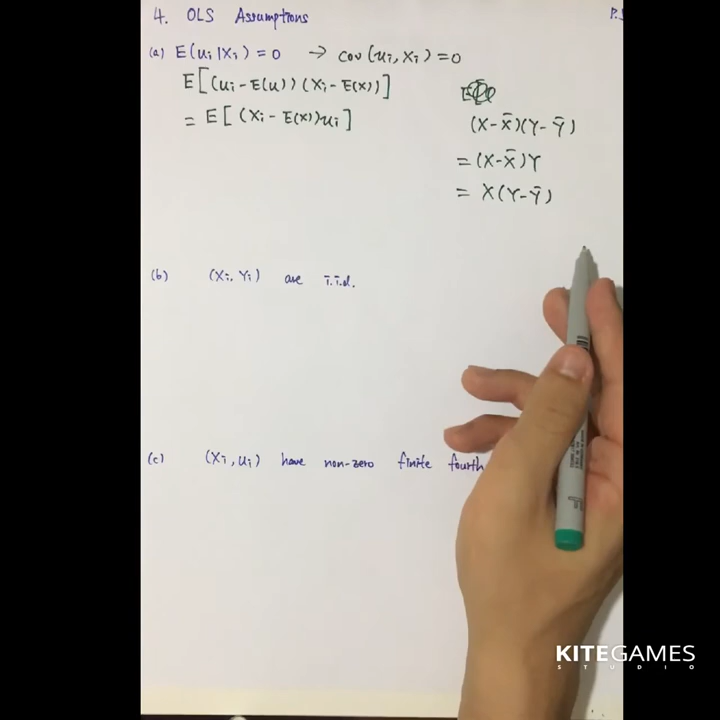 4. OLS Assumptions
(a) E(uᵢ|Xᵢ) = 0 → cov(uᵢ, Xᵢ) = 0
E[(uᵢ - E(u))(Xᵢ - E(x))]
= E[(Xᵢ - E(x))uᵢ]
(X - X̄)(Y - Ȳ)
= (X - X̄)Y
= X(Y - Ȳ)
(b) (Xᵢ, Yᵢ) are i.i.d.
(c) (Xᵢ, uᵢ) have non-zero finite fourth
KITEGAMES
STUDIO